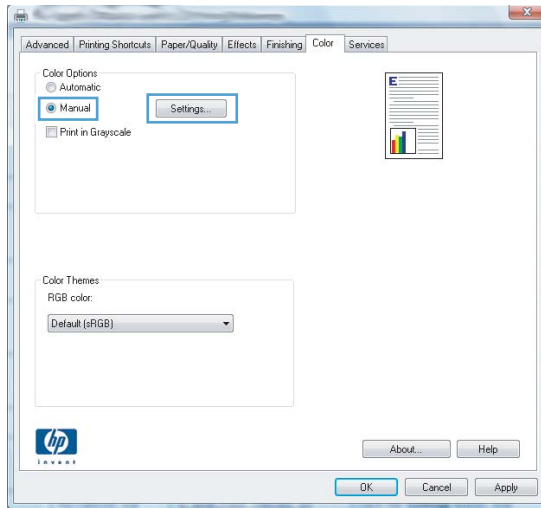 Advanced Printing Shortcuts Paper/Quality Effects Finishing Color Services
Color Options
Automatic
Manual
Settings...
Print in Grayscale
E
Color Themes
RGB color:
Default (sRGB)
hp
invent
About... Help
OK Cancel Apply